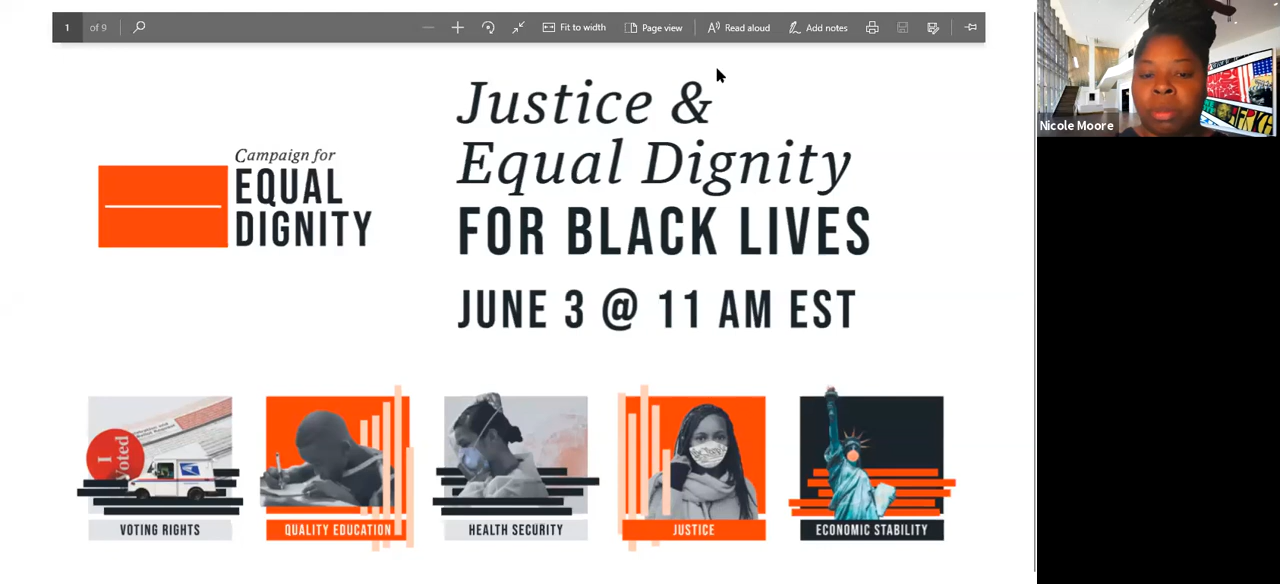 1 of 9
Fit to width
Page view
Read aloud
Add notes
Justice &
Equal Dignity
FOR BLACK LIVES
JUNE 3 @ 11 AM EST
Campaign for
EQUAL
DIGNITY
I Voted
VOTING RIGHTS
QUALITY EDUCATION
HEALTH SECURITY
JUSTICE
ECONOMIC STABILITY
Nicole Moore